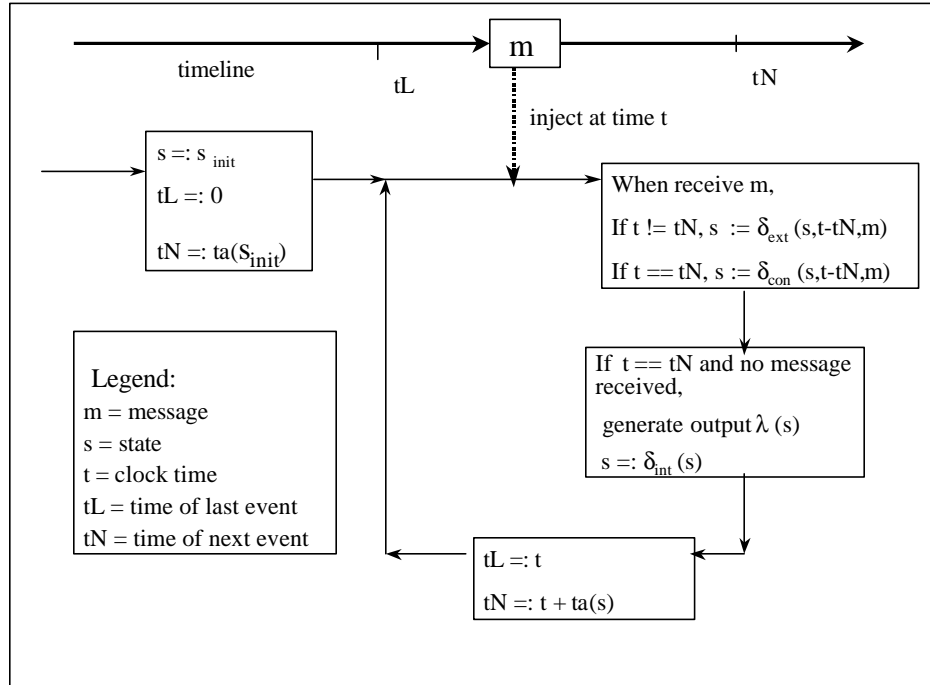 m
timeline
tL
tN
inject at time t
s =: s init
tL =: 0
tN =: ta(sinit)
When receive m,
If t != tN, s := δext (s,t-tN,m)
If t == tN, s := δcon (s,t-tN,m)
If t == tN and no message
received,
generate output λ (s)
s =: δint (s)
Legend:
m = message
s = state
t = clock time
tL = time of last event
tN = time of next event
tL =: t
tN =: t + ta(s)